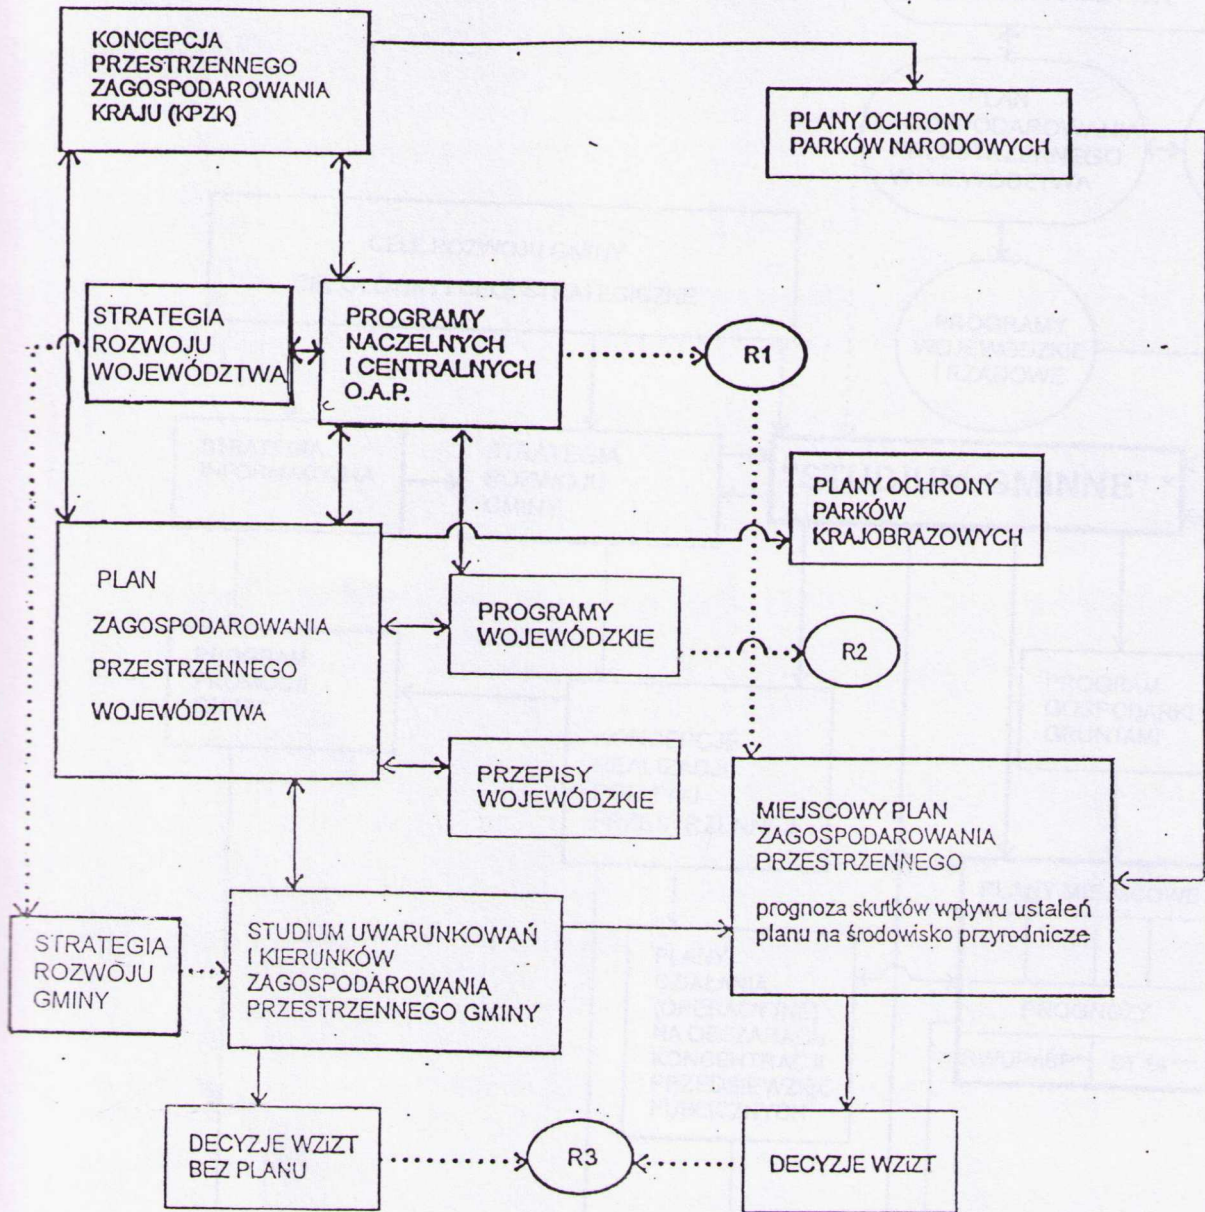 KONCEPCJA
PRZESTRZENNEGO
ZAGOSPODAROWANIA
KRAJU (KPZK)
PLANY OCHRONY
PARKÓW NARODOWYCH
STRATEGIA
ROZWOJU
WOJEWÓDZTWA
PROGRAMY
NACZELNYCH
I CENTRALNYCH
O.A.P.
R1
PLANY OCHRONY
PARKÓW
KRAJOBRAZOWYCH
PLAN
ZAGOSPODAROWANIA
PRZESTRZENNEGO
WOJEWÓDZTWA
PROGRAMY
WOJEWÓDZKIE
R2
PRZEPISY
WOJEWÓDZKIE
MIEJSCOWY PLAN
ZAGOSPODAROWANIA
PRZESTRZENNEGO
prognoza skutków wpływu ustaleń
planu na środowisko przyrodnicze
STRATEGIA
ROZWOJU
GMINY
STUDIUM UWARUNKOWAŃ
I KIERUNKÓW
ZAGOSPODAROWANIA
PRZESTRZENNEGO GMINY
DECYZJE WZiZT
BEZ PLANU
R3
DECYZJE WZiZT